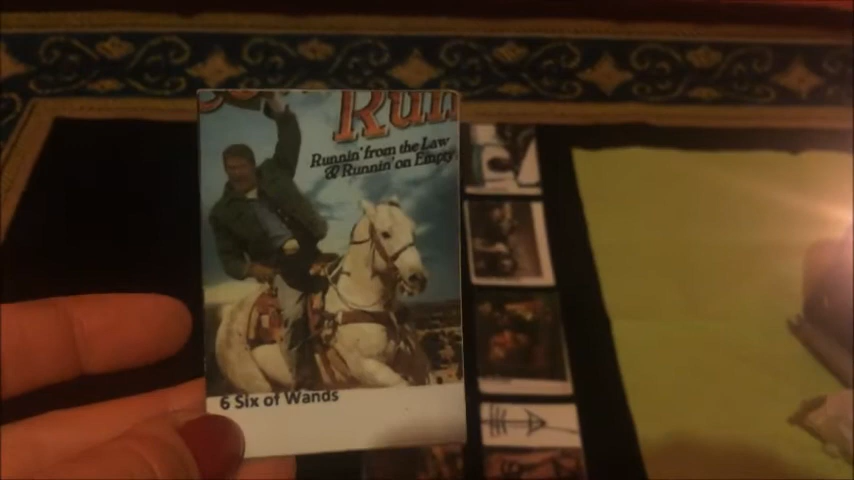 Run
Runnin' from the Law
& Runnin' on Empty
6 Six of Wands